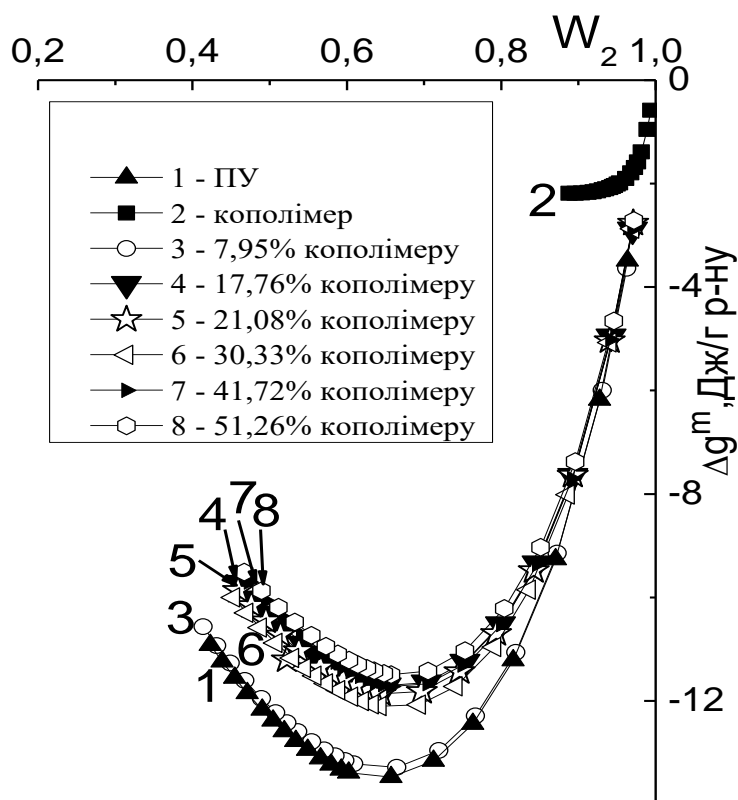 W2
0,2 0,4 0,6 0,8 1,0
0
1 - ПУ
2 - кополімер
3 - 7,95% кополімеру
4 - 17,76% кополімеру
5 - 21,08% кополімеру
6 - 30,33% кополімеру
7 - 41,72% кополімеру
8 - 51,26% кополімеру
2
-4
Δgᵐ,Дж/г р-ну
-8
7
4 8
5
3 6
1
-12